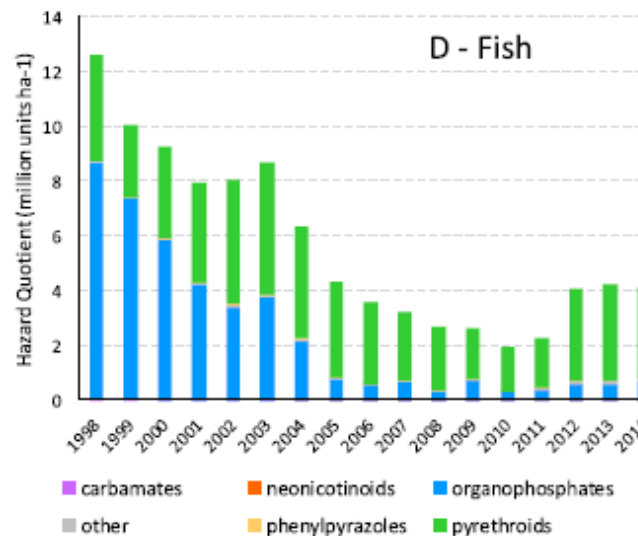 D - Fish
Hazard Quotient (million units ha-1)
14
12
10
8
6
4
2
0
1998 1999 2000 2001 2002 2003 2004 2005 2006 2007 2008 2009 2010 2011 2012 2013
carbamates neonicotinoids organophosphates
other phenylpyrazoles pyrethroids